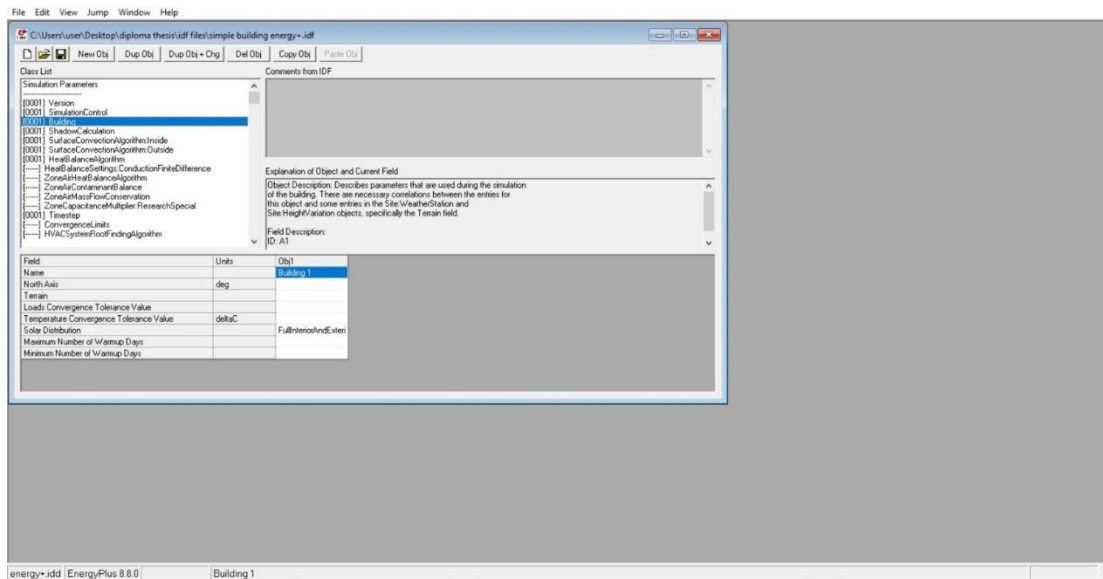 File Edit View Jump Window Help
C:\Users\user\Desktop\diploma thesis\idf files\simple building energy+.idf
New Obj Dup Obj Dup Obj + Chg Del Obj Copy Obj Paste Obj
Class List
Comments from IDF
Simulation Parameters
------------------------
[0001] Version
[0001] SimulationControl
[0001] Building
[0001] ShadowCalculation
[0001] SurfaceConvectionAlgorithm:Inside
[0001] SurfaceConvectionAlgorithm:Outside
[0001] HeatBalanceAlgorithm
[------] HeatBalanceSettings:ConductionFiniteDifference
[------] ZoneAirHeatBalanceAlgorithm
[------] ZoneAirContaminantBalance
[------] ZoneAirMassFlowConservation
[------] ZoneCapacitanceMultiplier:ResearchSpecial
[0001] Timestep
[------] ConvergenceLimits
[------] HVACSystemRootFindingAlgorithm
Explanation of Object and Current Field
Object Description: Describes parameters that are used during the simulation
of the building. There are necessary correlations between the entries for
this object and some entries in the Site:WeatherStation and
Site:HeightVariation objects, specifically the Terrain field.
Field Description:
ID: A1
Field Units Obj1
Name Building 1
North Axis deg
Terrain
Loads Convergence Tolerance Value
Temperature Convergence Tolerance Value deltaC
Solar Distribution FullInteriorAndExteri
Maximum Number of Warmup Days
Minimum Number of Warmup Days
energy+.idd EnergyPlus 8.8.0 Building 1